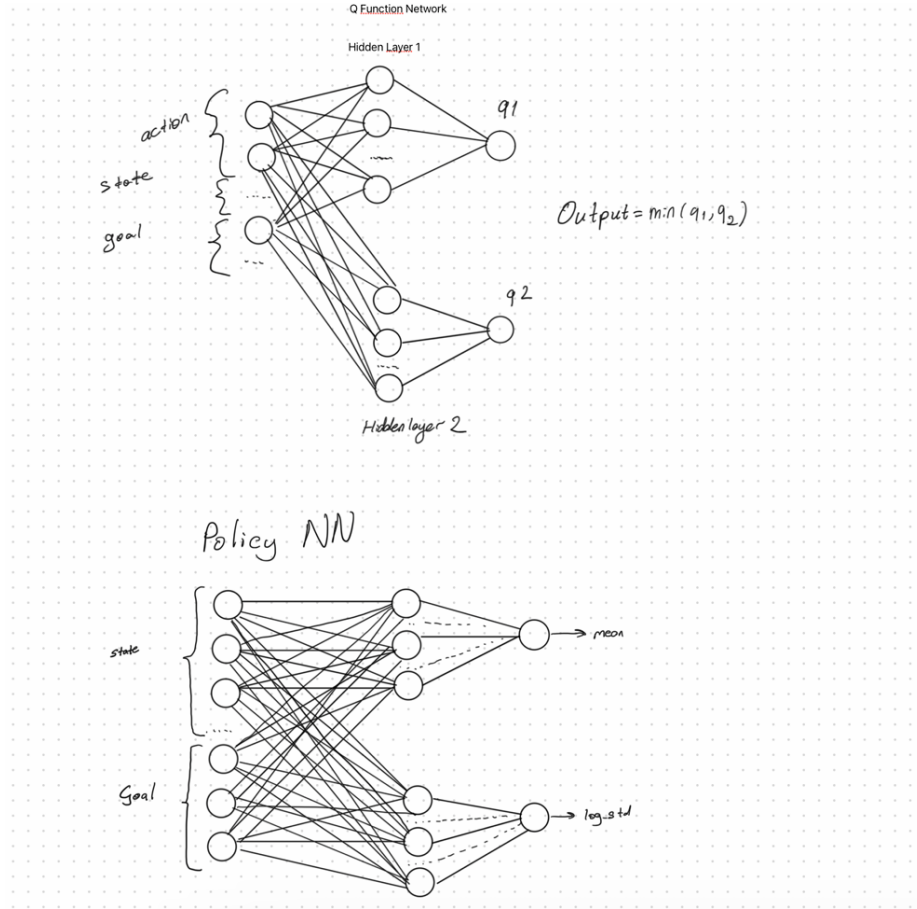 Q Function Network
Hidden Layer 1
action
q1
state
goal
Output = min(q1, q2)
q2
Hidden layer 2
Policy NN
state
mean
Goal
log_std